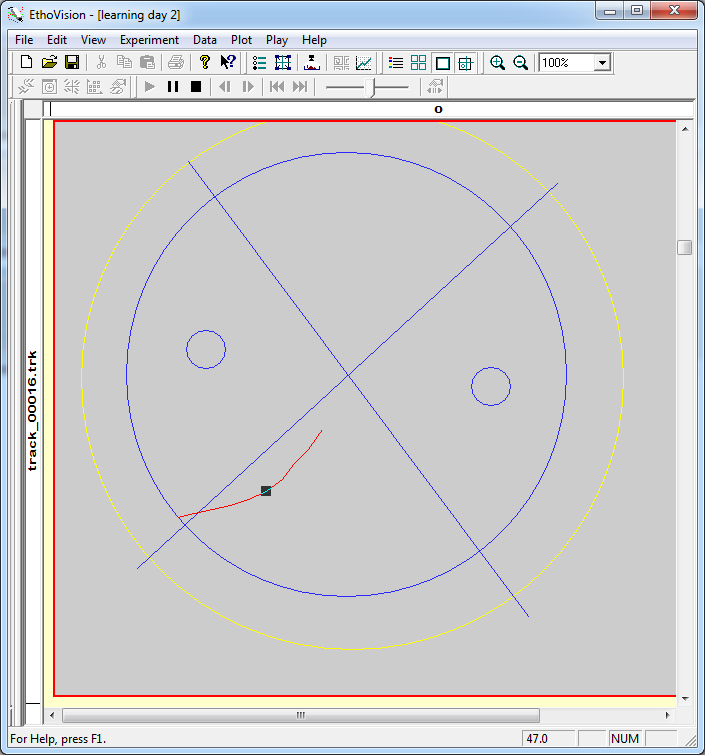 EthoVision - [learning day 2]
File Edit View Experiment Data Plot Play Help
100%
o
track_00016.trk
For Help, press F1.
47.0
NUM